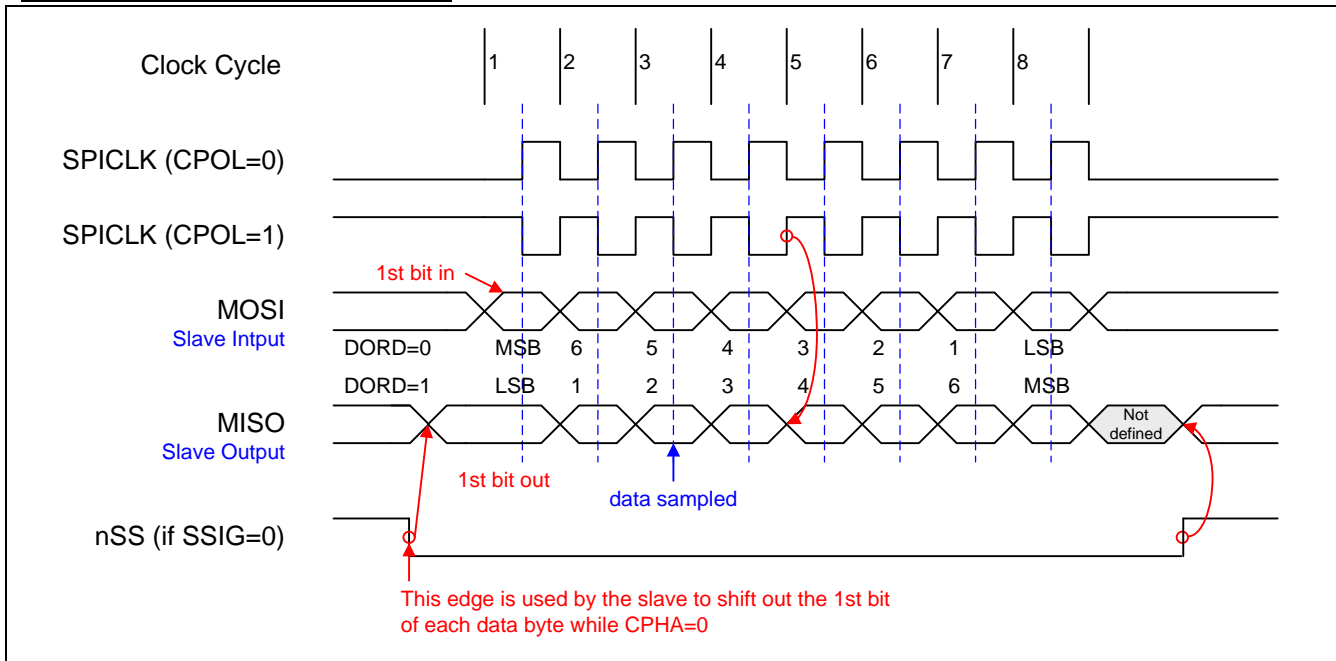 Clock Cycle 1 2 3 4 5 6 7 8
SPICLK (CPOL=0)
SPICLK (CPOL=1)
1st bit in
MOSI
Slave Intput
DORD=0 MSB 6 5 4 3 2 1 LSB
DORD=1 LSB 1 2 3 4 5 6 MSB
MISO
Slave Output
Not
defined
1st bit out
data sampled
nSS (if SSIG=0)
This edge is used by the slave to shift out the 1st bit
of each data byte while CPHA=0